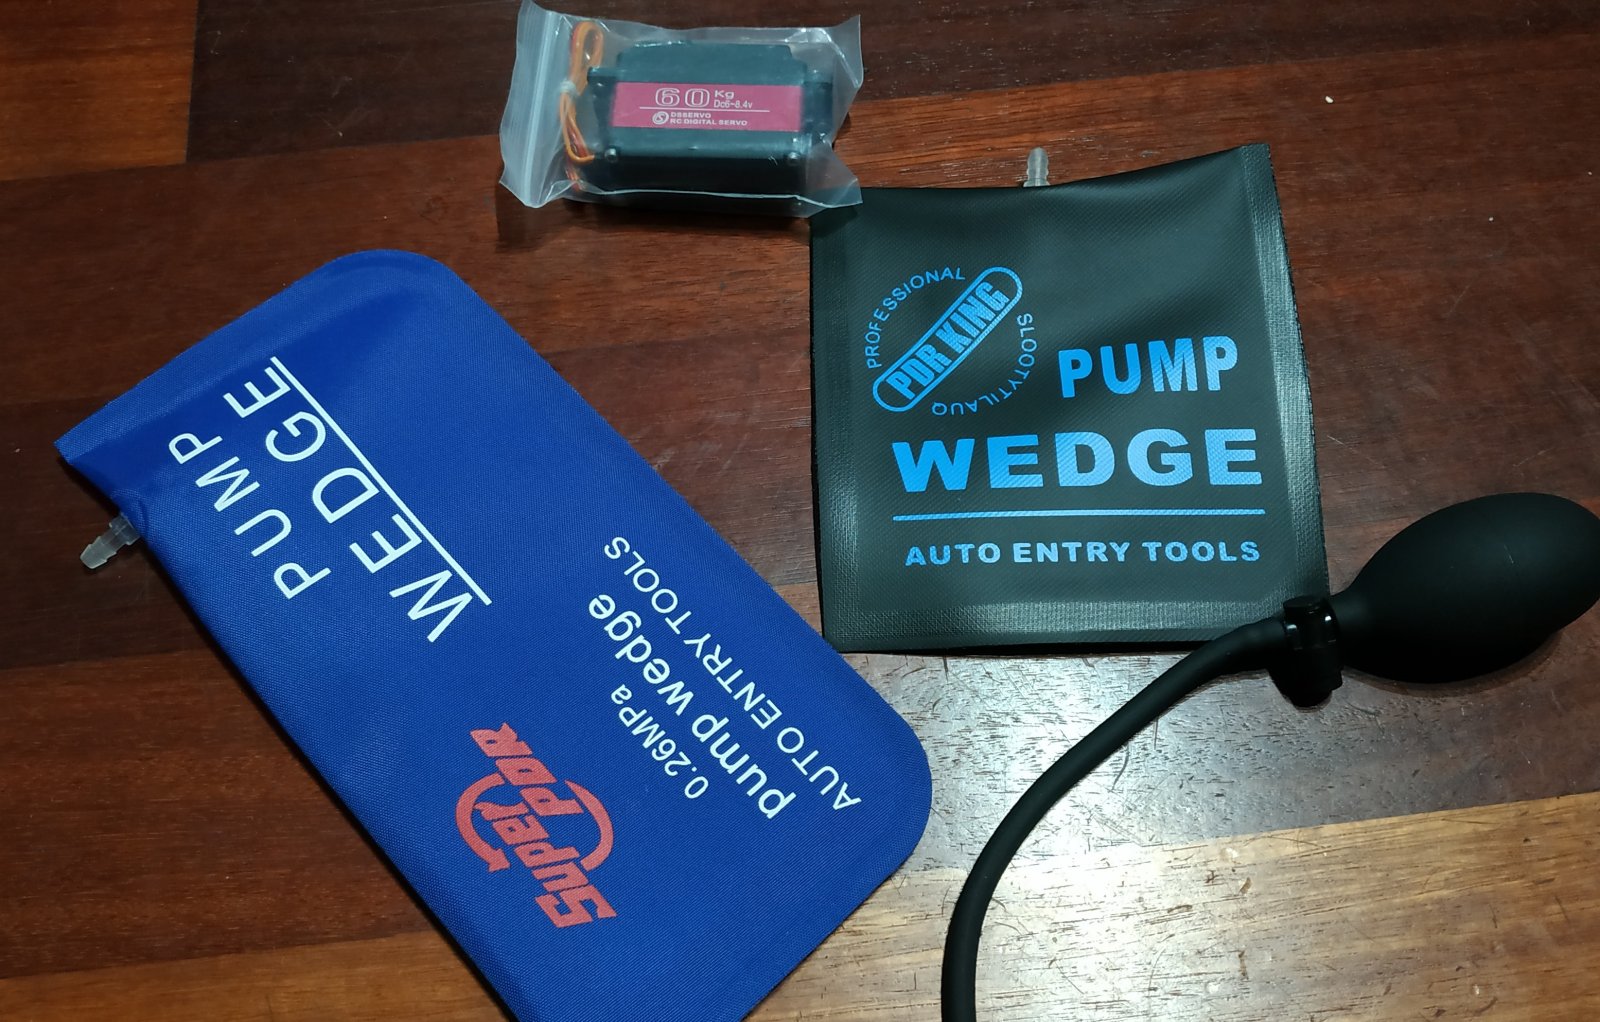 60 Kg
Dc6~8.4v
DSSERVO
RC DIGITAL SERVO
PROFESSIONAL
PDR KING
QUALITYTOOLS
PUMP
WEDGE
AUTO ENTRY TOOLS
PUMP
WEDGE
Super
PDR
0.26MPa
pump wedge
AUTO ENTRY TOOLS